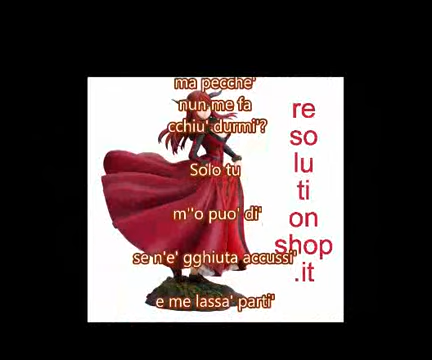 ma pecche'
nun me fa
cchiu' durmi'?
Solo tu
m''o puo' di'
se n'e' gghiuta accussi'
e me lassa' parti'
re
so
lu
ti
on
shop
.it